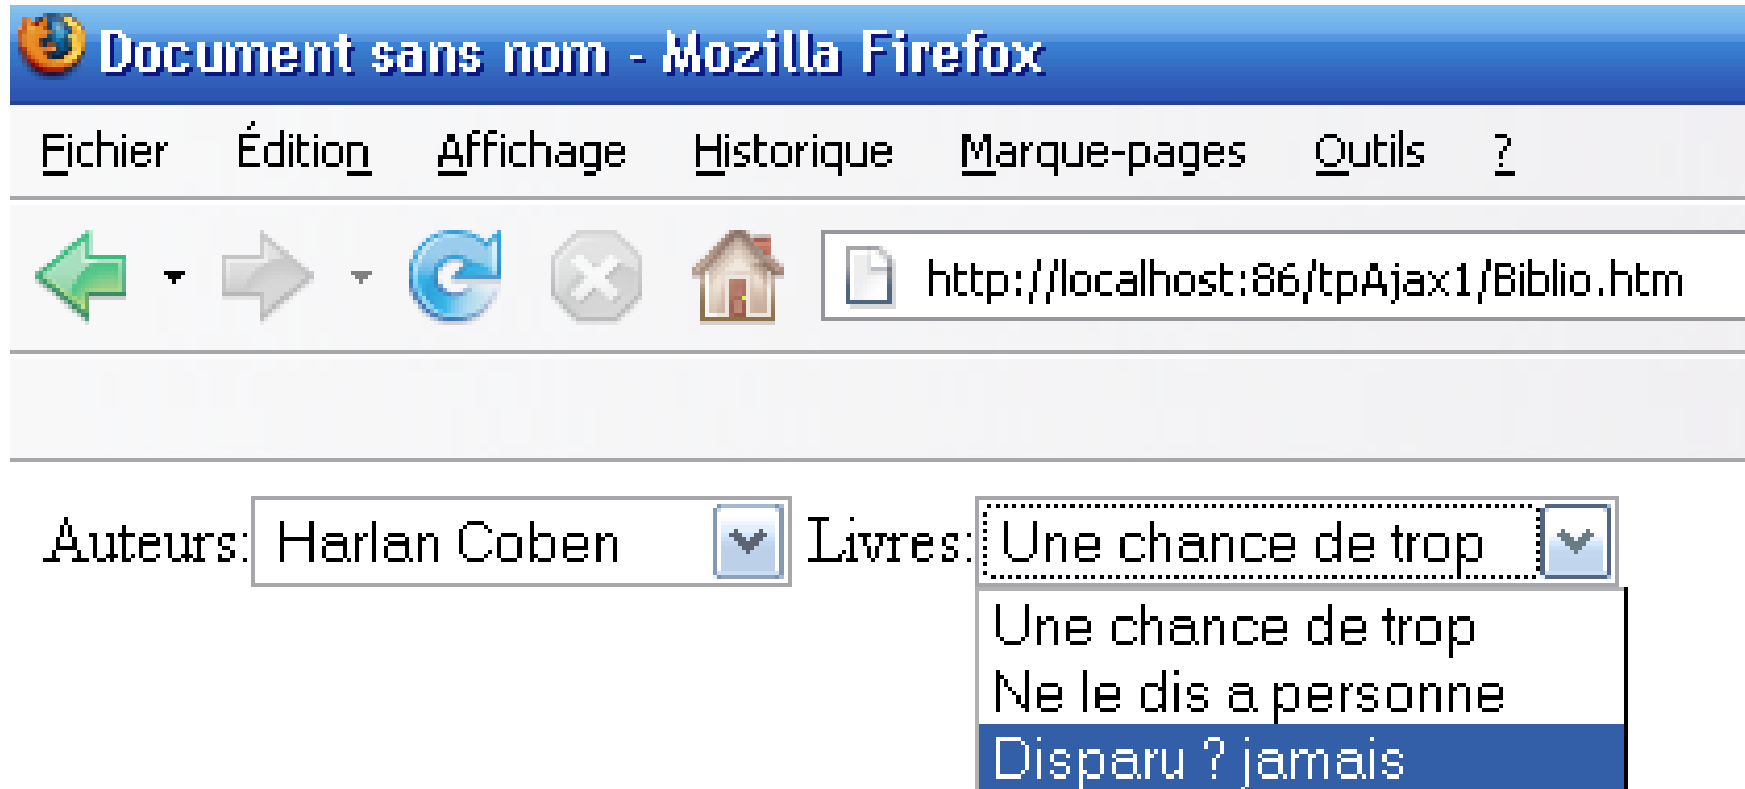 Document sans nom - Mozilla Firefox
Fichier Édition Affichage Historique Marque-pages Outils ?
http://localhost:86/tpAjax1/Biblio.htm
Auteurs: Harlan Coben Livres: Une chance de trop
Une chance de trop
Ne le dis a personne
Disparu ? jamais